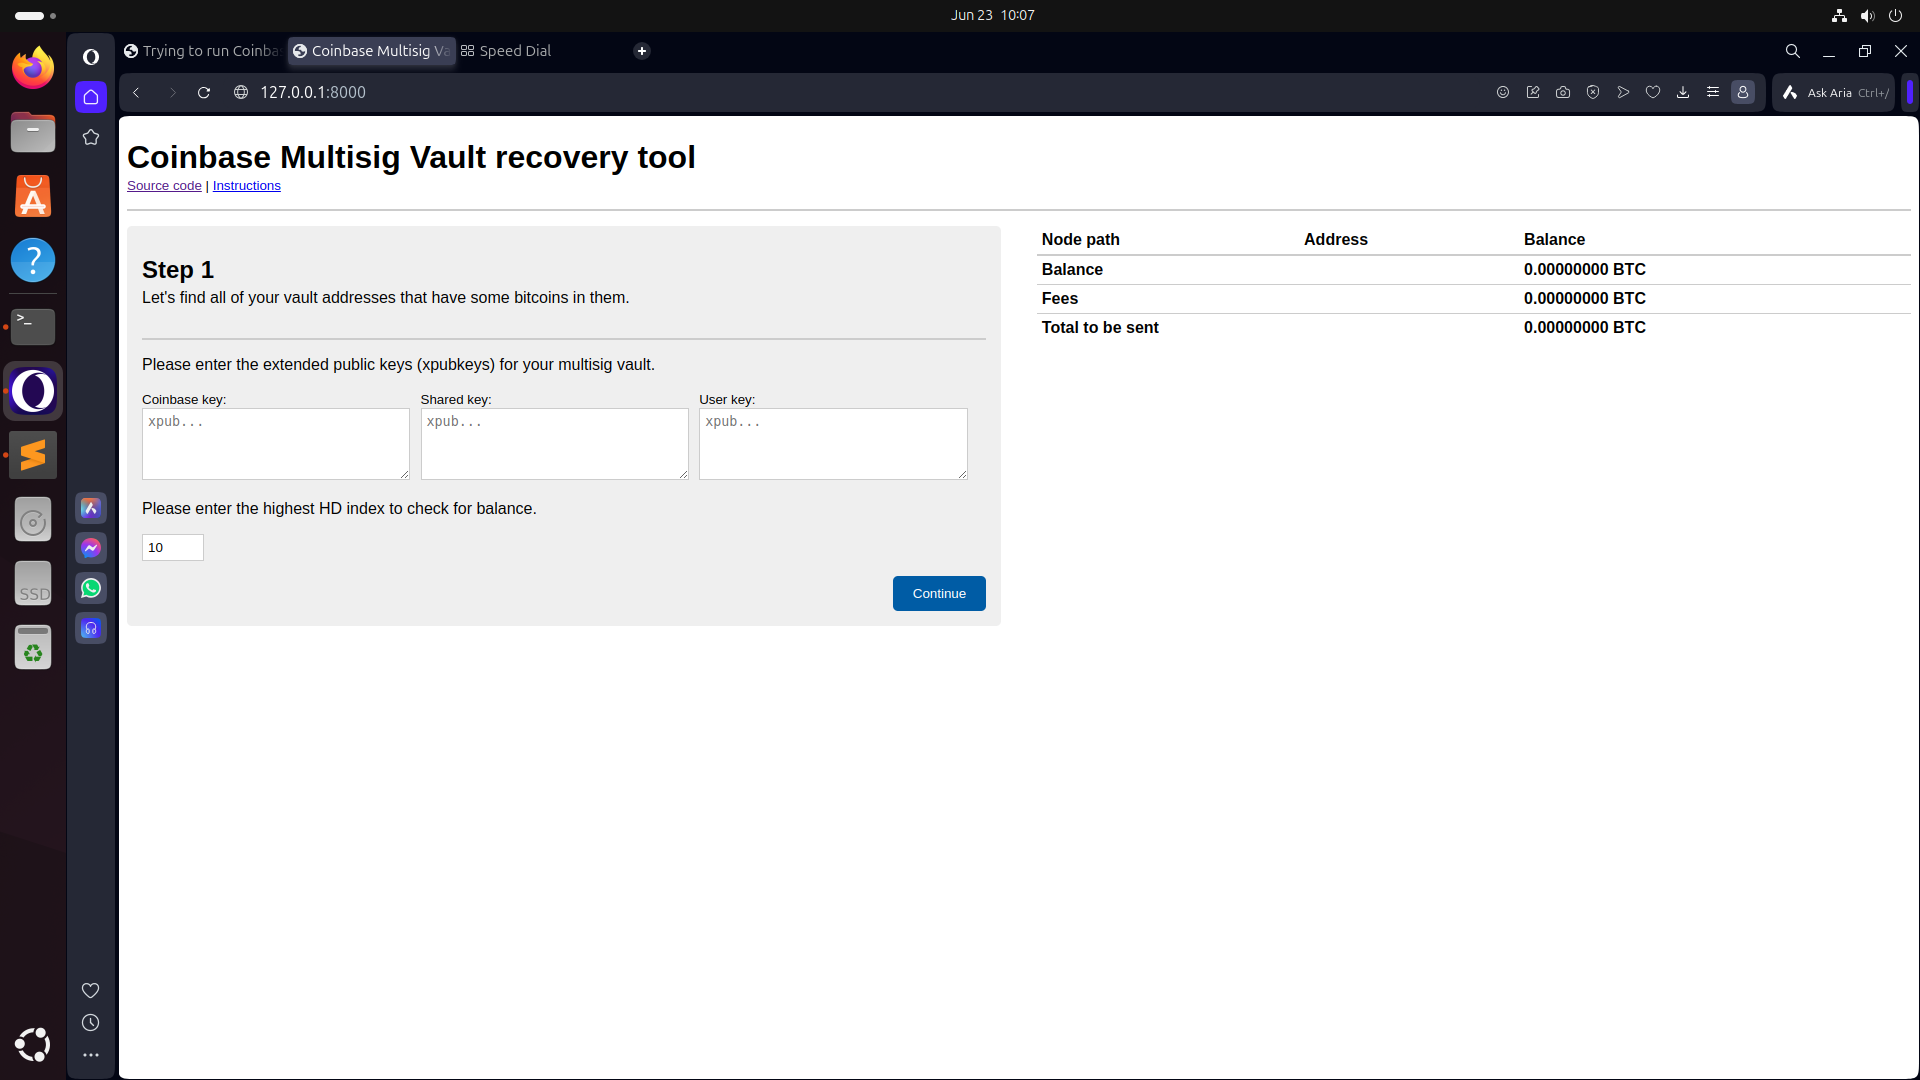 Jun 23 10:07
Trying to run Coinba
Coinbase Multisig Va
Speed Dial
127.0.0.1:8000
Ask Aria Ctrl+/
Coinbase Multisig Vault recovery tool
Source code | Instructions
Step 1
Let's find all of your vault addresses that have some bitcoins in them.
Please enter the extended public keys (xpubkeys) for your multisig vault.
Coinbase key: Shared key: User key:
xpub... xpub... xpub...
Please enter the highest HD index to check for balance.
10
Continue
Node path Address Balance
Balance 0.00000000 BTC
Fees 0.00000000 BTC
Total to be sent 0.00000000 BTC
>_
?
SSD